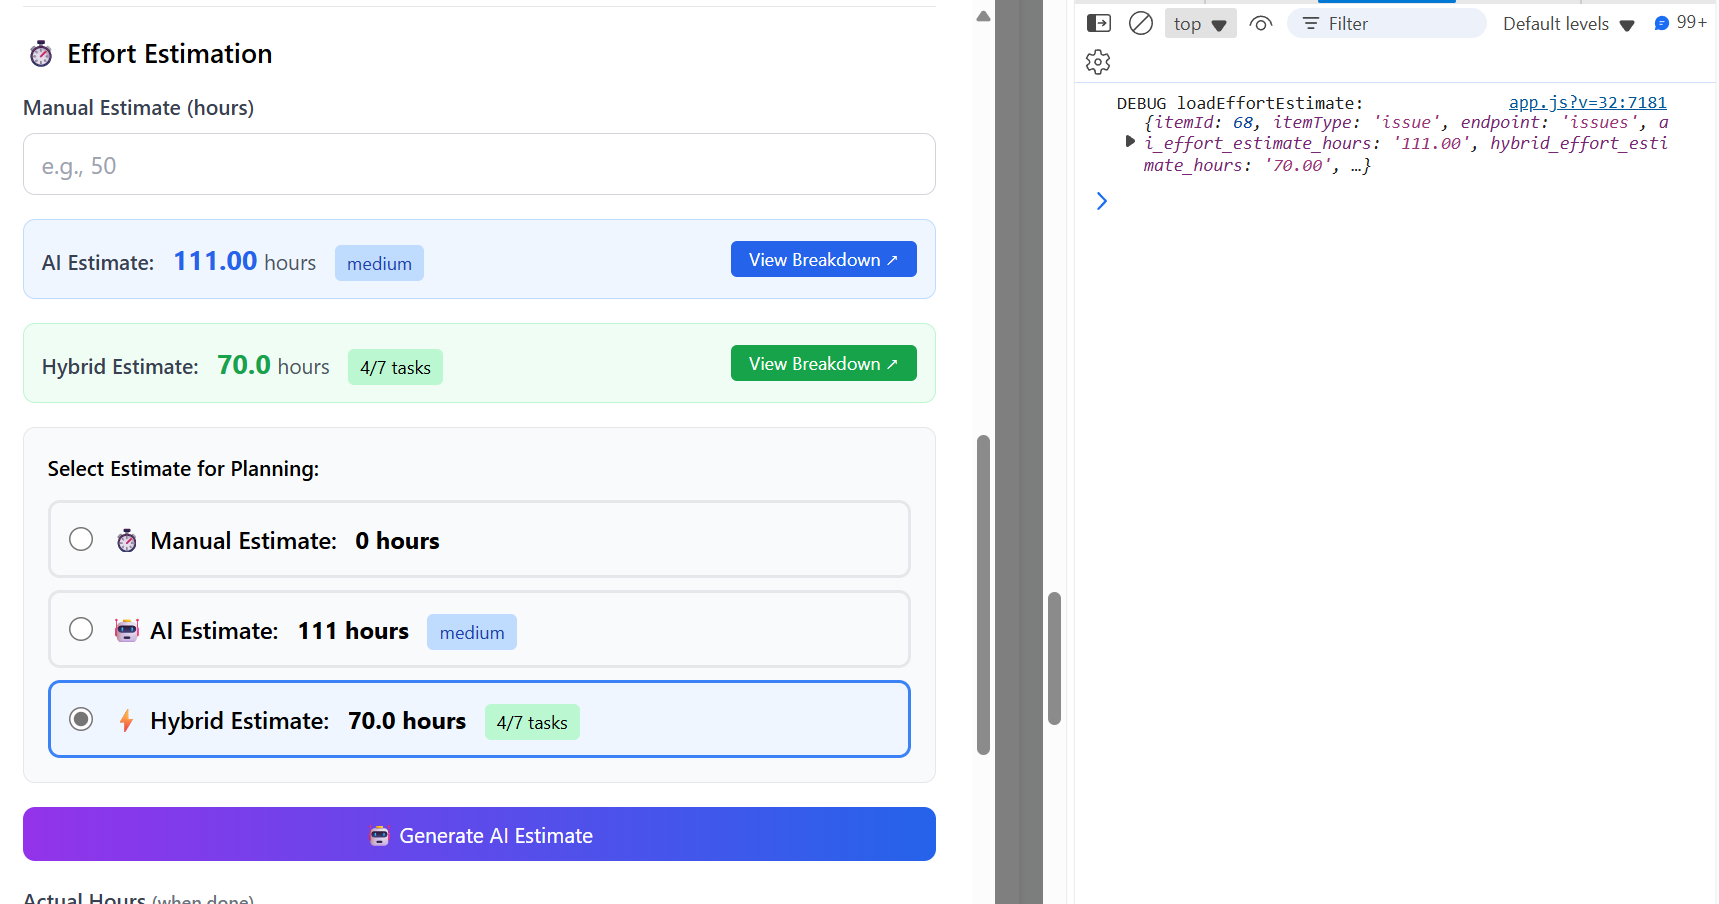 Effort Estimation
Manual Estimate (hours)
e.g., 50
AI Estimate: 111.00 hours medium
View Breakdown ↗
Hybrid Estimate: 70.0 hours 4/7 tasks
View Breakdown ↗
Select Estimate for Planning:
Manual Estimate: 0 hours
AI Estimate: 111 hours medium
Hybrid Estimate: 70.0 hours 4/7 tasks
Generate AI Estimate
Actual Hours (when done)
top
Filter
Default levels
99+
DEBUG loadEffortEstimate: app.js?v=32:7181
{itemId: 68, itemType: 'issue', endpoint: 'issues', a
i_effort_estimate_hours: '111.00', hybrid_effort_esti
mate_hours: '70.00', …}